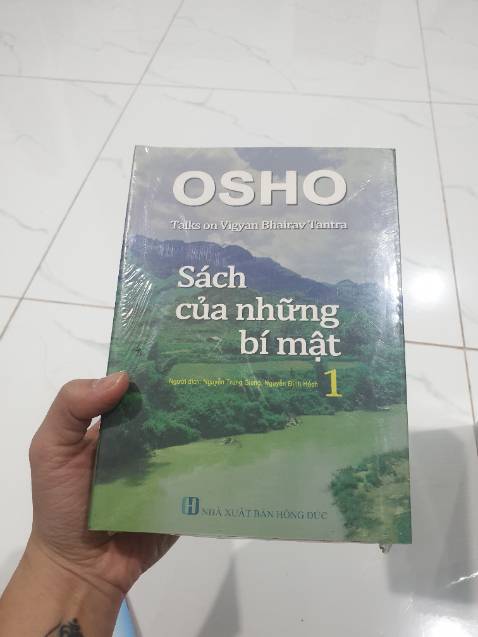 OSHO
Talks on Vigyan Bhairav Tantra
Sách
của những
bí mật
1
Người dịch: Nguyễn Trung Giang, Nguyễn Đình Hách
NHÀ XUẤT BẢN HỒNG ĐỨC